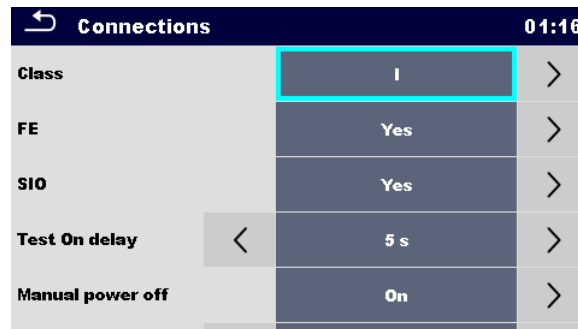 Connections 01:16
Class I
FE Yes
SIO Yes
Test On delay 5 s
Manual power off On